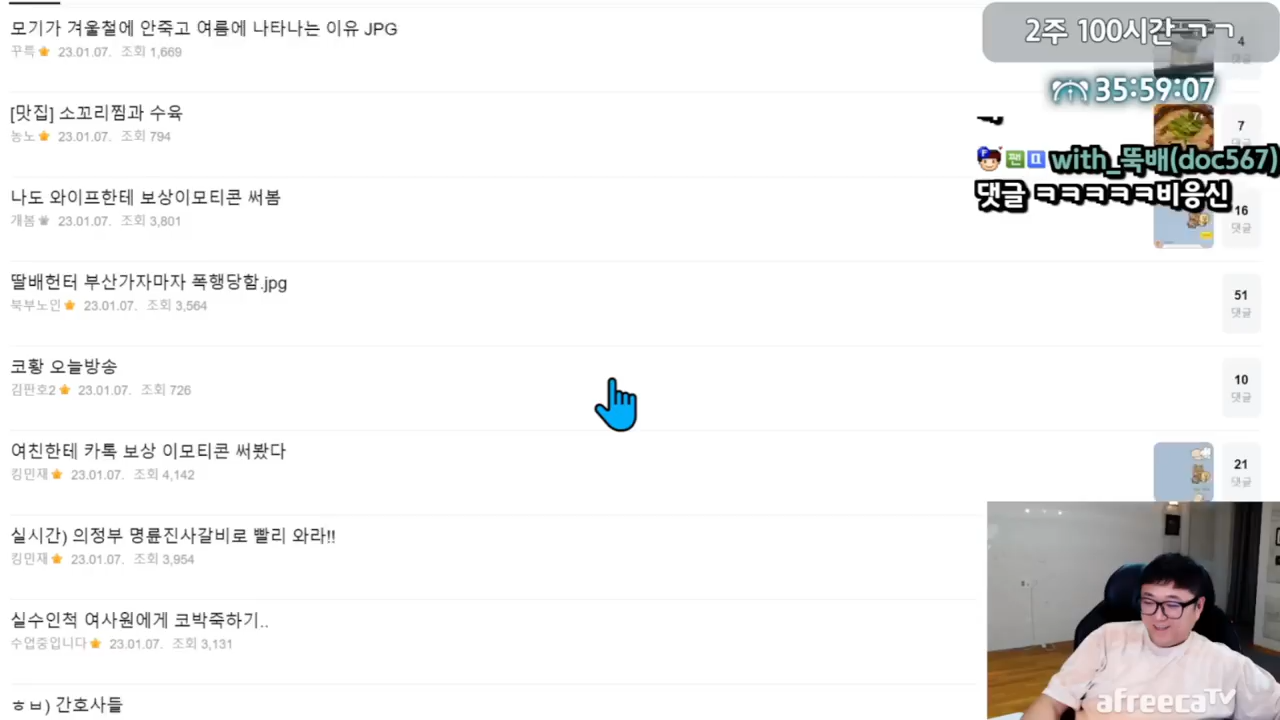 모기가 겨울철에 안죽고 여름에 나타나는 이유 JPG
꾸륵 23.01.07. 조회 1,669
4
댓글
[맛집] 소꼬리찜과 수육
농노 23.01.07. 조회 794
7
댓글
나도 와이프한테 보상이모티콘 써봄
개봄 23.01.07. 조회 3,801
16
댓글
딸배헌터 부산가자마자 폭행당함.jpg
북부노인 23.01.07. 조회 3,564
51
댓글
코황 오늘방송
김판호2 23.01.07. 조회 726
10
댓글
여친한테 카톡 보상 이모티콘 써봤다
킹민재 23.01.07. 조회 4,142
21
댓글
실시간) 의정부 명륜진사갈비로 빨리 와라!!
킹민재 23.01.07. 조회 3,954
실수인척 여사원에게 코박죽하기..
수업중입니다 23.01.07. 조회 3,131
ㅎㅂ) 간호사들
2주 100시간 ㄱㄱ
35:59:07
F 팬 with_뚝배(doc567)
댓글 ㅋㅋㅋㅋㅋ비응신
afreecaTV